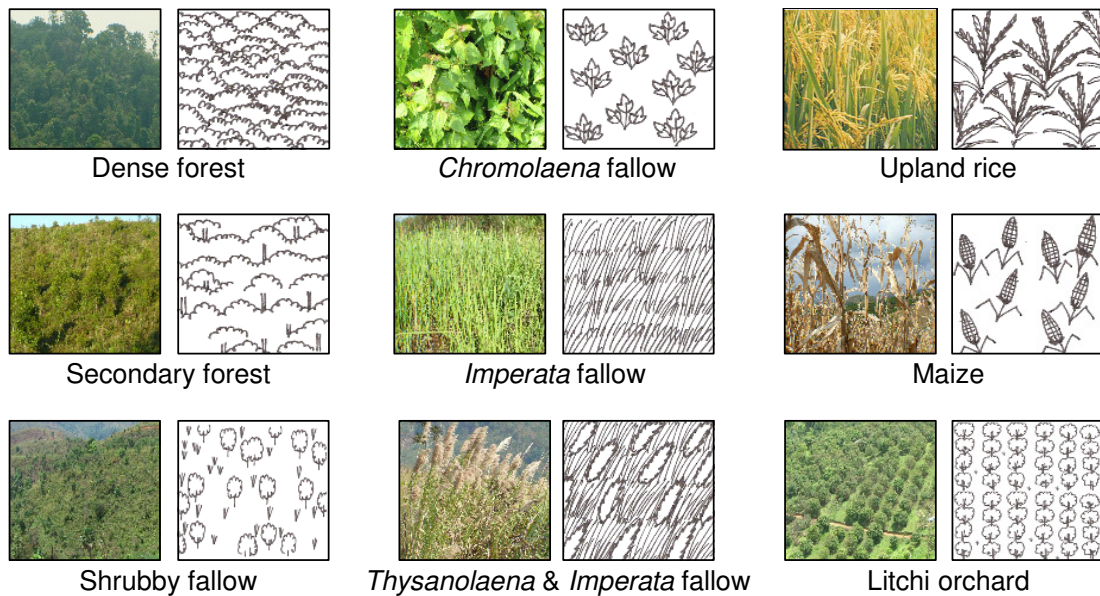 Dense forest
Chromolaena fallow
Upland rice
Secondary forest
Imperata fallow
Maize
Shrubby fallow
Thysanolaena & Imperata fallow
Litchi orchard